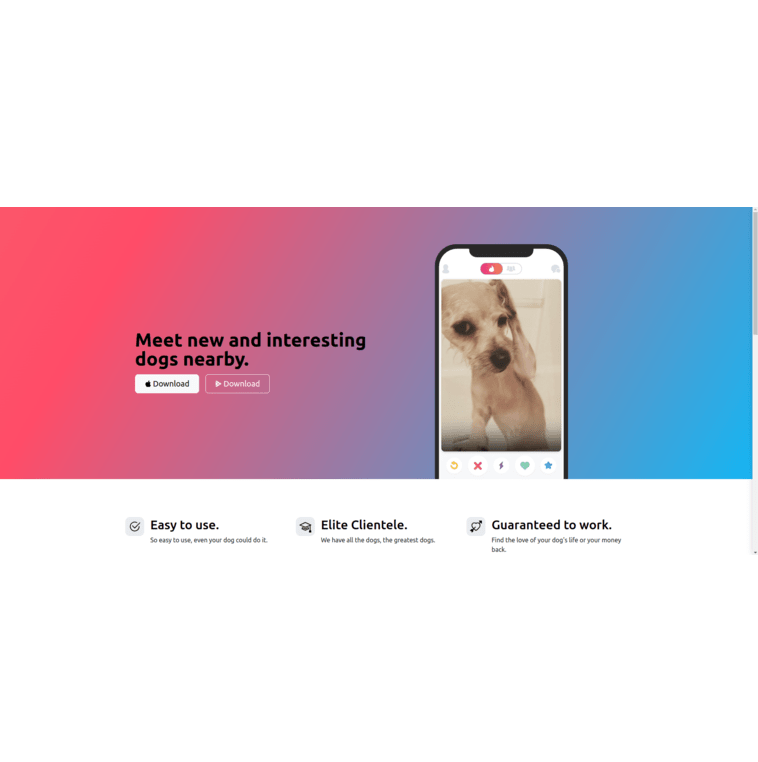 Meet new and interesting
dogs nearby.
Download
Download
Easy to use.
So easy to use, even your dog could do it.
Elite Clientele.
We have all the dogs, the greatest dogs.
Guaranteed to work.
Find the love of your dog's life or your money
back.